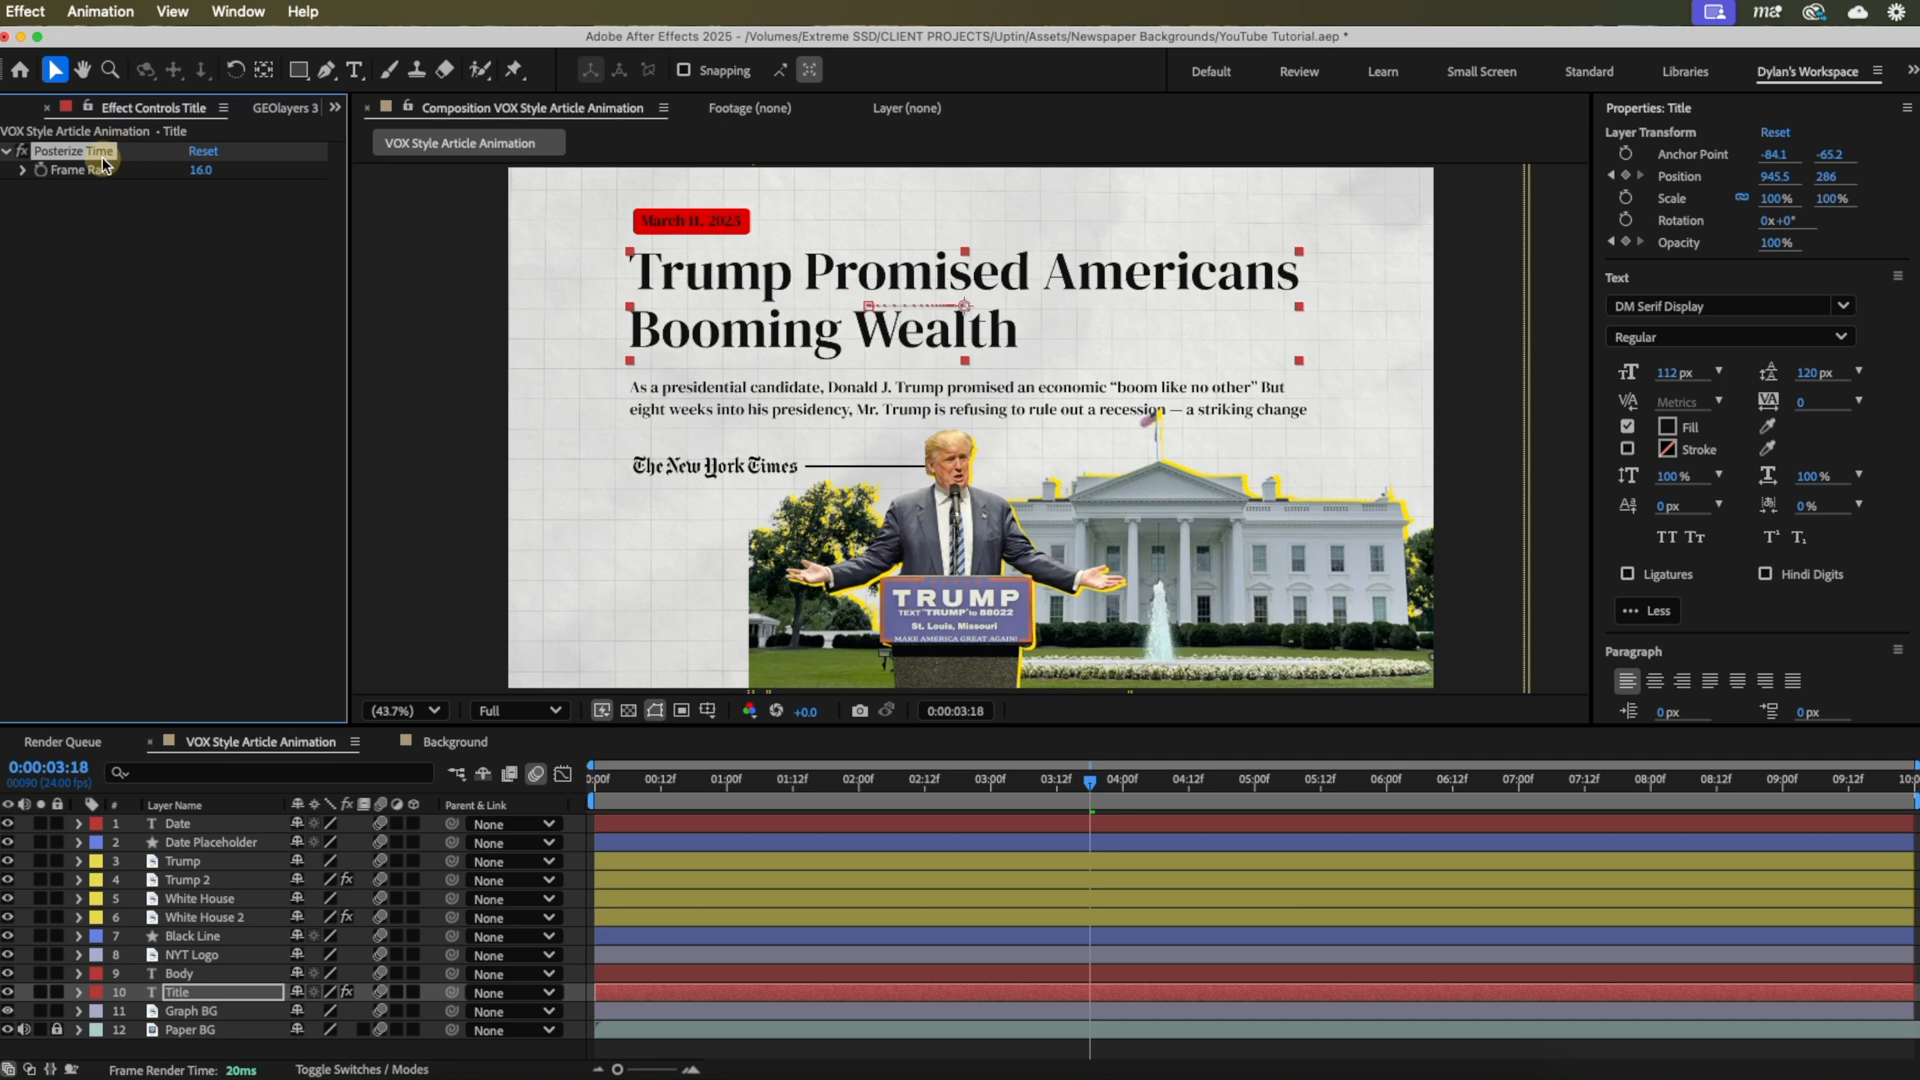 Effect Animation View Window Help
Adobe After Effects 2025 - /Volumes/Extreme SSD/CLIENT PROJECTS/Uptin/Assets/Newspaper Backgrounds/YouTube Tutorial.aep *
Snapping
Default Review Learn Small Screen Standard Libraries Dylan's Workspace
Effect Controls Title GEOlayers 3
Composition VOX Style Article Animation Footage (none) Layer (none)
Properties: Title
VOX Style Article Animation • Title
Posterize Time Reset
Frame 16.0
VOX Style Article Animation
Layer Transform Reset
Anchor Point -84.1 -65.2
Position 945.5 286
Scale 100% 100%
Rotation 0x+0°
Opacity 100%
March 11, 2025
Trump Promised Americans
Booming Wealth
As a presidential candidate, Donald J. Trump promised an economic “boom like no other” But
eight weeks into his presidency, Mr. Trump is refusing to rule out a recession — a striking change
The New York Times
TRUMP
TEXT "TRUMP" to 88022
St. Louis, Missouri
MAKE AMERICA GREAT AGAIN!
Text
DM Serif Display
Regular
112 px 120 px
Metrics 0
Fill
Stroke
100 % 100 %
0 px 0 %
TT Tт T¹ T₁
Ligatures Hindi Digits
••• Less
Paragraph
0 px 0 px
(43.7%) Full +0.0 0:00:03:18
Render Queue VOX Style Article Animation Background
0:00:03:18
00090 (24.00 fps)
0:00f 00:12f 01:00f 01:12f 02:00f 02:12f 03:00f 03:12f 04:00f 04:12f 05:00f 05:12f 06:00f 06:12f 07:00f 07:12f 08:00f 08:12f 09:00f 09:12f 10:0
# Layer Name fx Parent & Link
1 T Date None
2 Date Placeholder None
3 Trump None
4 Trump 2 fx None
5 White House None
6 White House 2 fx None
7 Black Line None
8 NYT Logo None
9 T Body None
10 T Title fx None
11 Graph BG None
12 Paper BG None
Frame Render Time: 20ms Toggle Switches / Modes